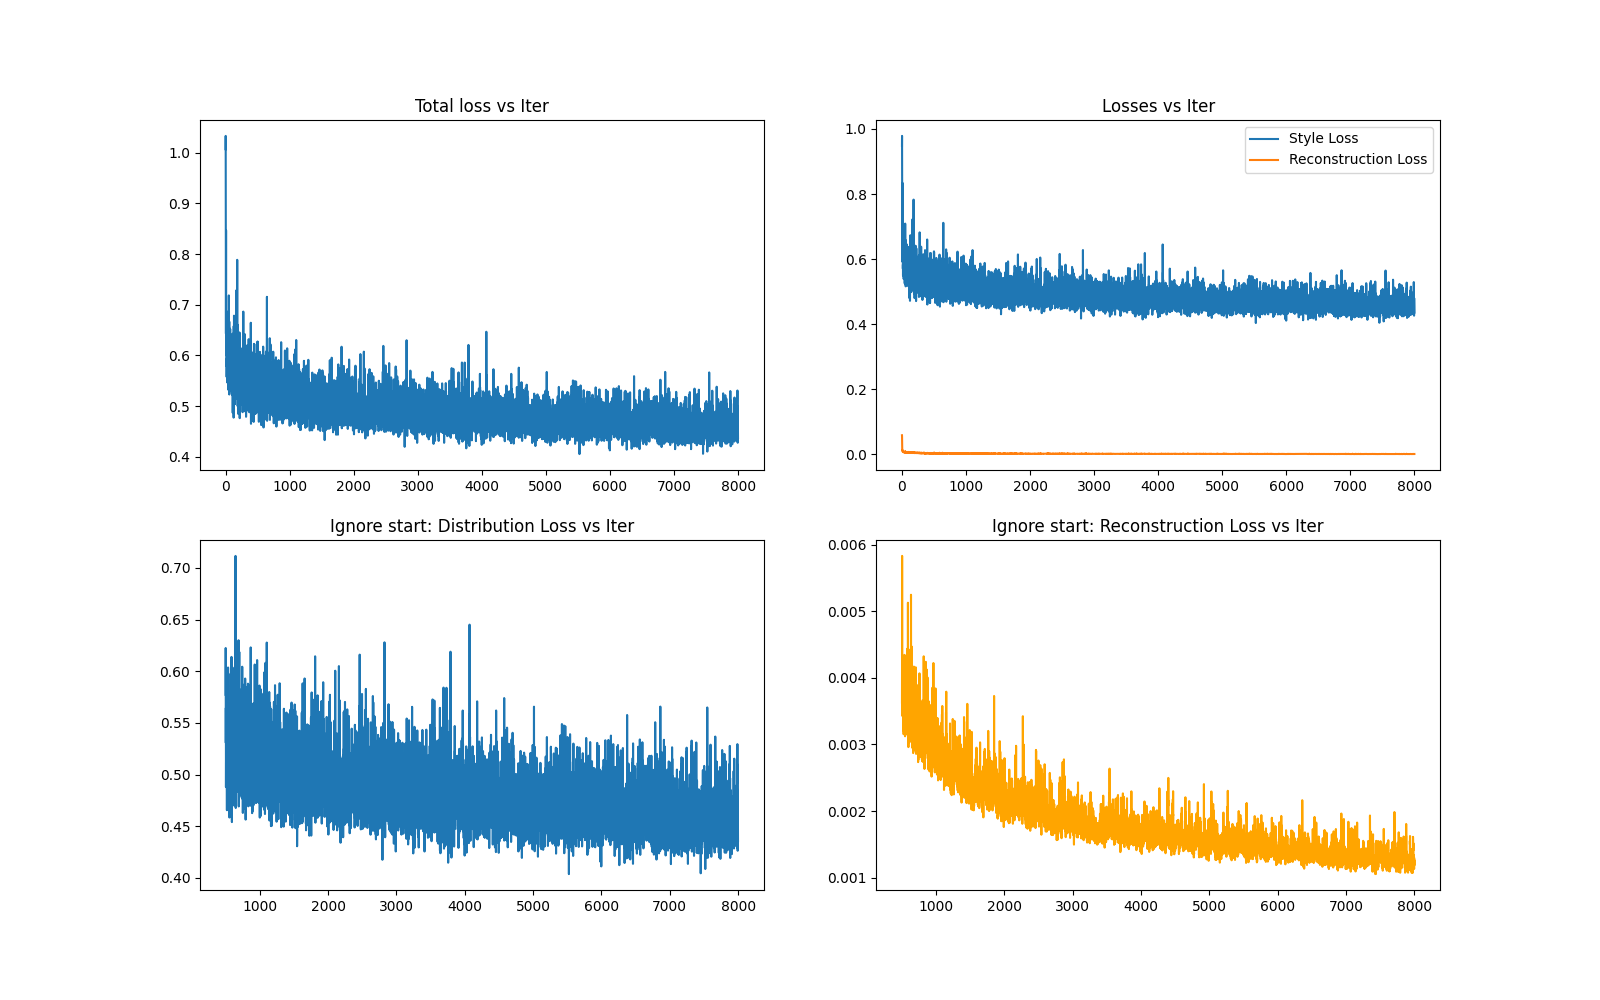 Total loss vs Iter
1.0
0.9
0.8
0.7
0.6
0.5
0.4
0 1000 2000 3000 4000 5000 6000 7000 8000
Losses vs Iter
Style Loss
Reconstruction Loss
1.0
0.8
0.6
0.4
0.2
0.0
0 1000 2000 3000 4000 5000 6000 7000 8000
Ignore start: Distribution Loss vs Iter
0.70
0.65
0.60
0.55
0.50
0.45
0.40
1000 2000 3000 4000 5000 6000 7000 8000
Ignore start: Reconstruction Loss vs Iter
0.006
0.005
0.004
0.003
0.002
0.001
1000 2000 3000 4000 5000 6000 7000 8000